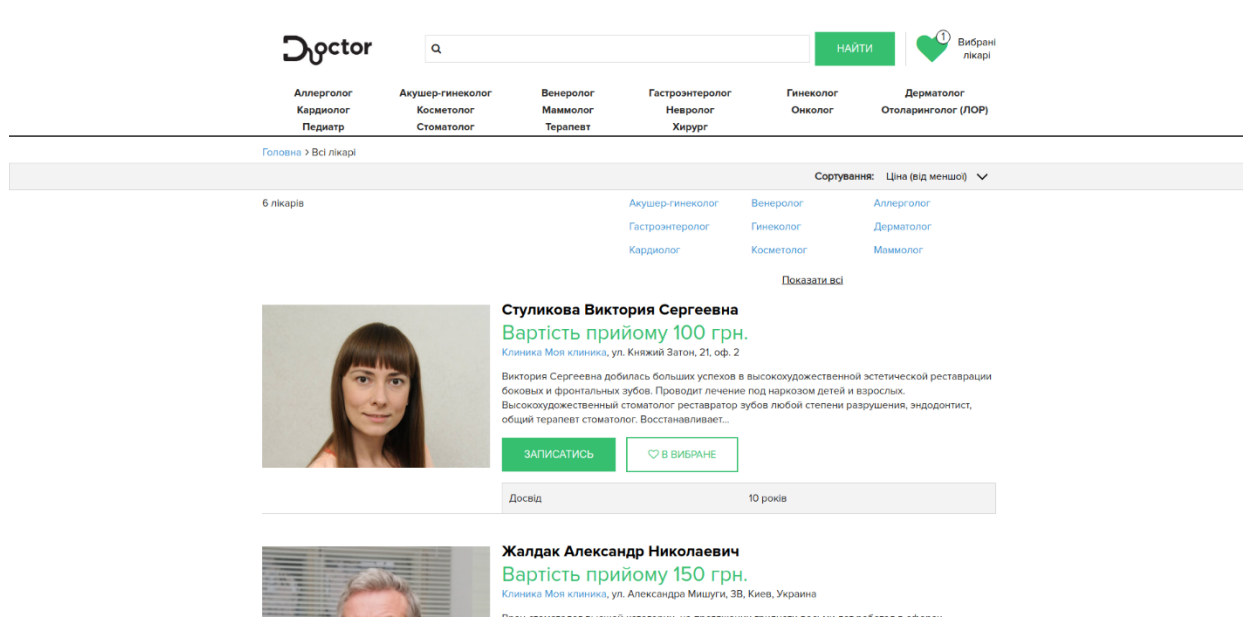 Doctor
НАЙТИ
1
Вибрані
лікарі
Аллерголог Акушер-гинеколог Венеролог Гастроэнтеролог Гинеколог Дерматолог
Кардиолог Косметолог Маммолог Невролог Онколог Отоларинголог (ЛОР)
Педиатр Стоматолог Терапевт Хирург
Головна > Всі лікарі
Сортування: Ціна (від меншої)
6 лікарів
Акушер-гинеколог Венеролог Аллерголог
Гастроэнтеролог Гинеколог Дерматолог
Кардиолог Косметолог Маммолог
Показати всі
Стуликова Виктория Сергеевна
Вартість прийому 100 грн.
Клиника Моя клиника, ул. Княжий Затон, 21, оф. 2
Виктория Сергеевна добилась больших успехов в высокохудожественной эстетической реставрации
боковых и фронтальных зубов. Проводит лечение под наркозом детей и взрослых.
Высокохудожественный стоматолог реставратор зубов любой степени разрушения, эндодонтист,
общий терапевт стоматолог. Восстанавливает...
ЗАПИСАТИСЬ В ВИБРАНЕ
Досвід 10 років
Жалдак Александр Николаевич
Вартість прийому 150 грн.
Клиника Моя клиника, ул. Александра Мишуги, 3В, Киев, Украина